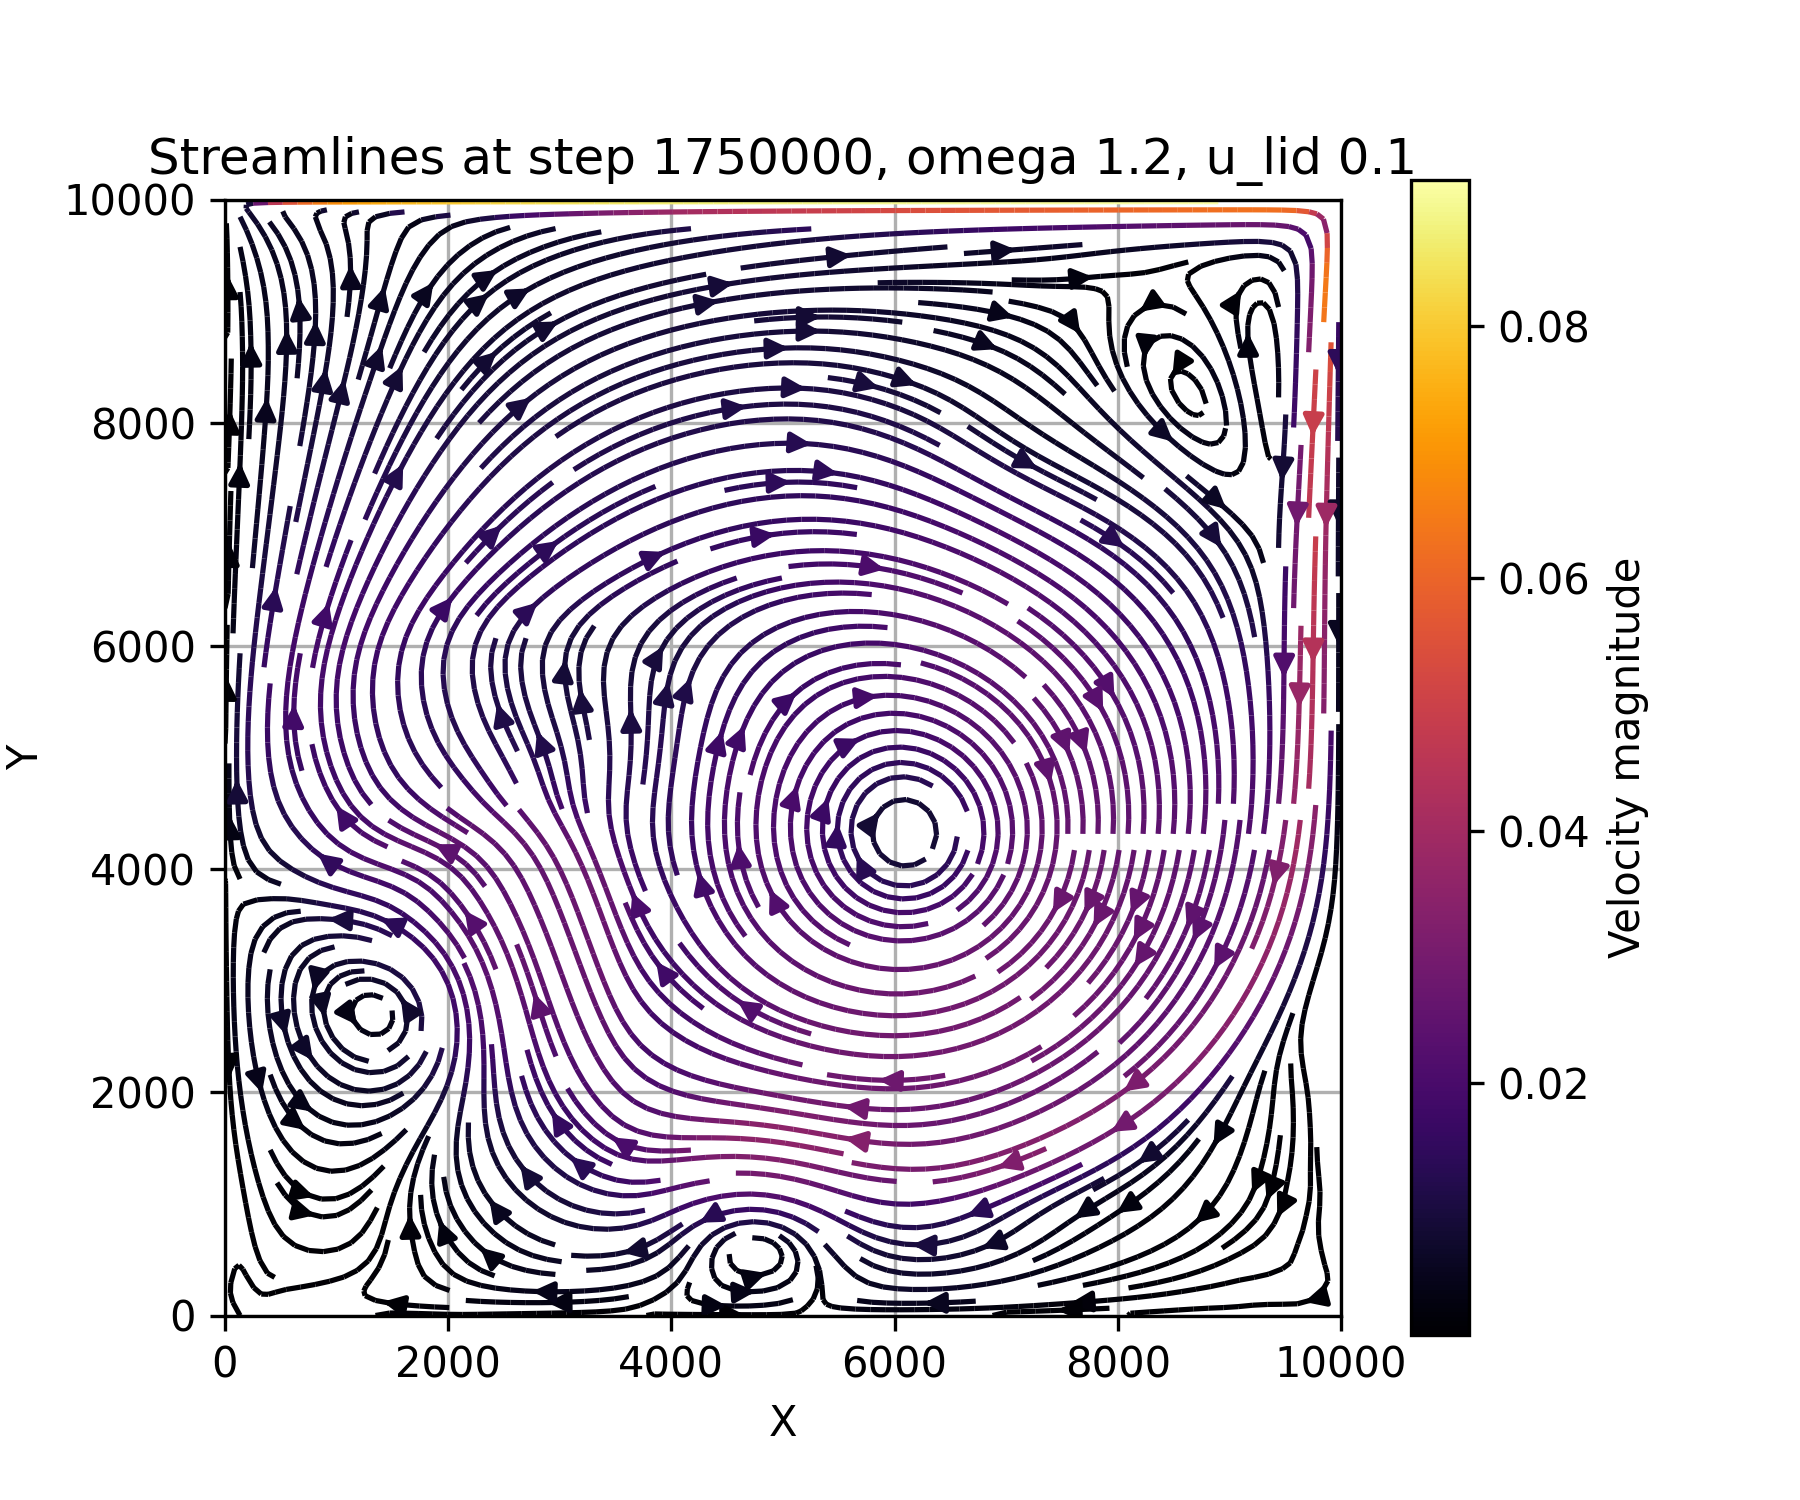 Streamlines at step 1750000, omega 1.2, u_lid 0.1
10000
8000
6000
4000
2000
0
Y
0 2000 4000 6000 8000 10000
X
0.08
0.06
0.04
0.02
Velocity magnitude